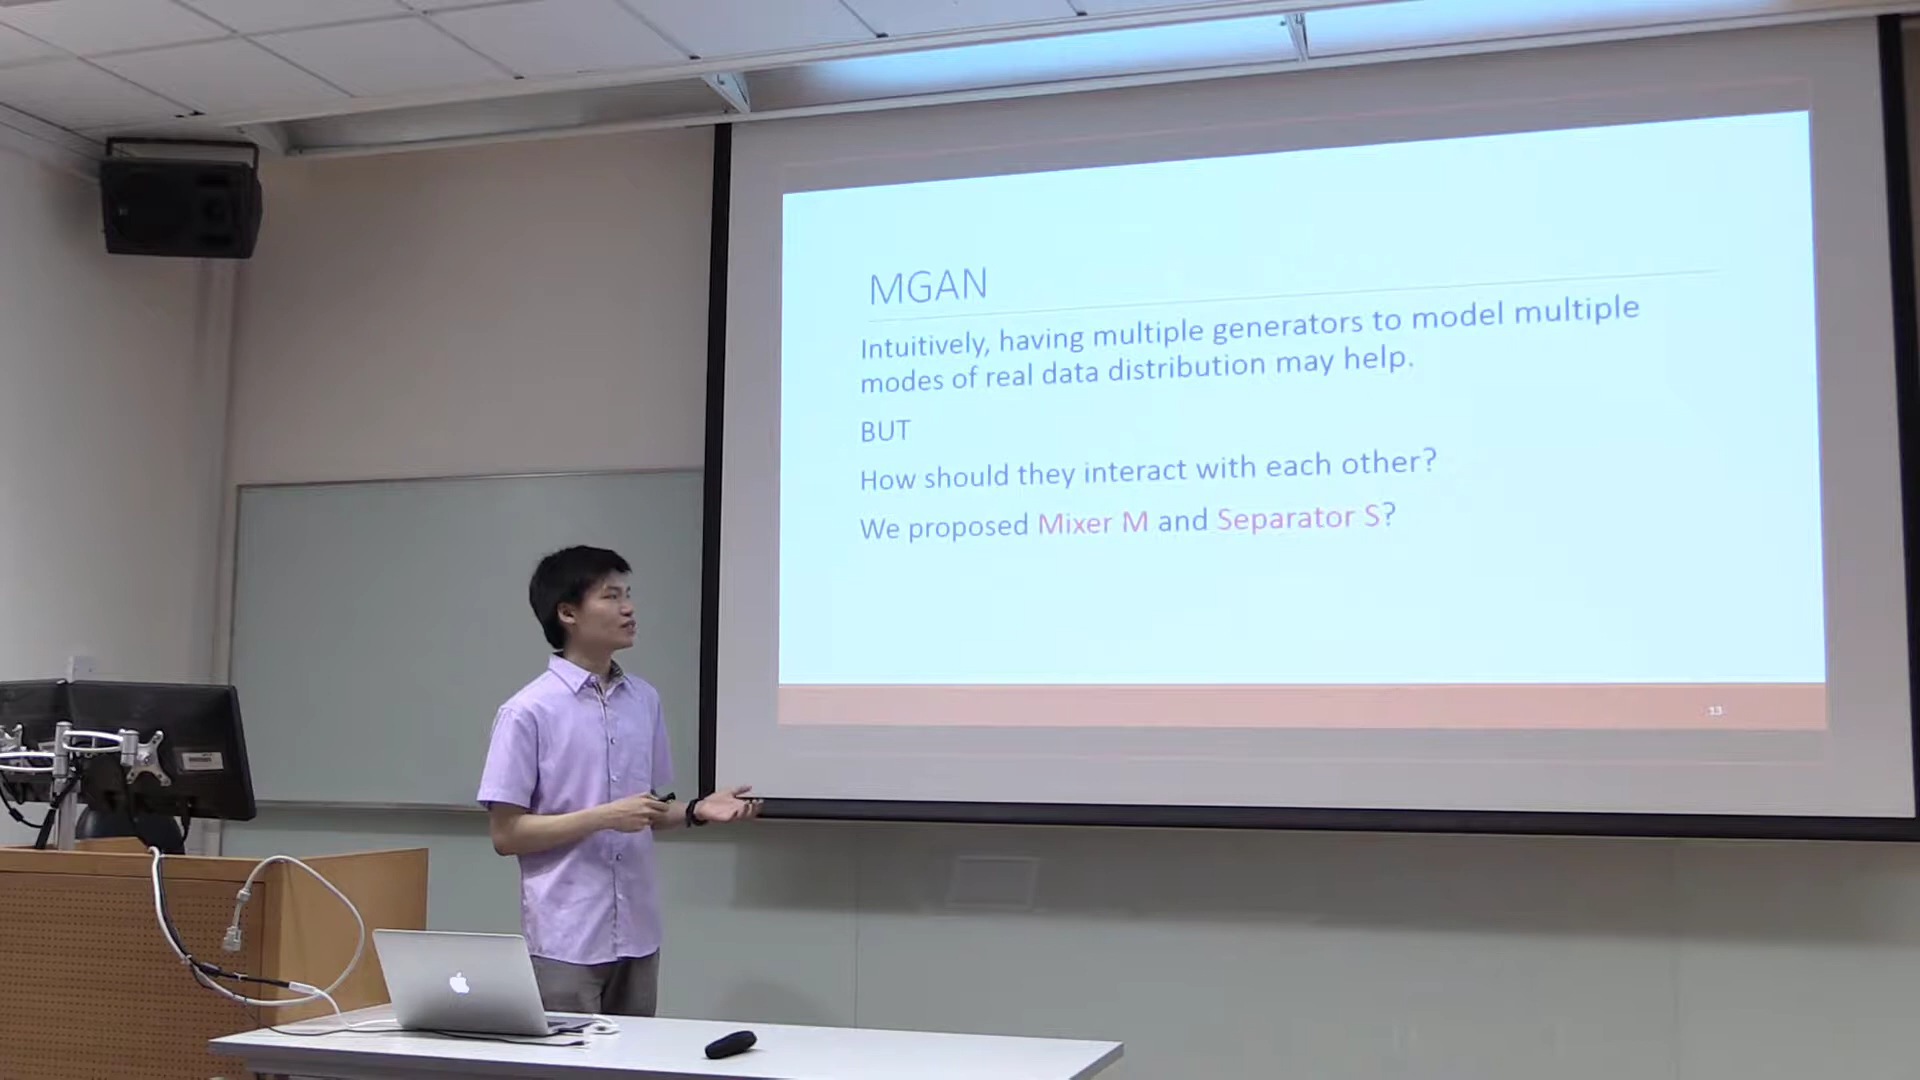 MGAN
Intuitively, having multiple generators to model multiple
modes of real data distribution may help.
BUT
How should they interact with each other?
We proposed Mixer M and Separator S?
13